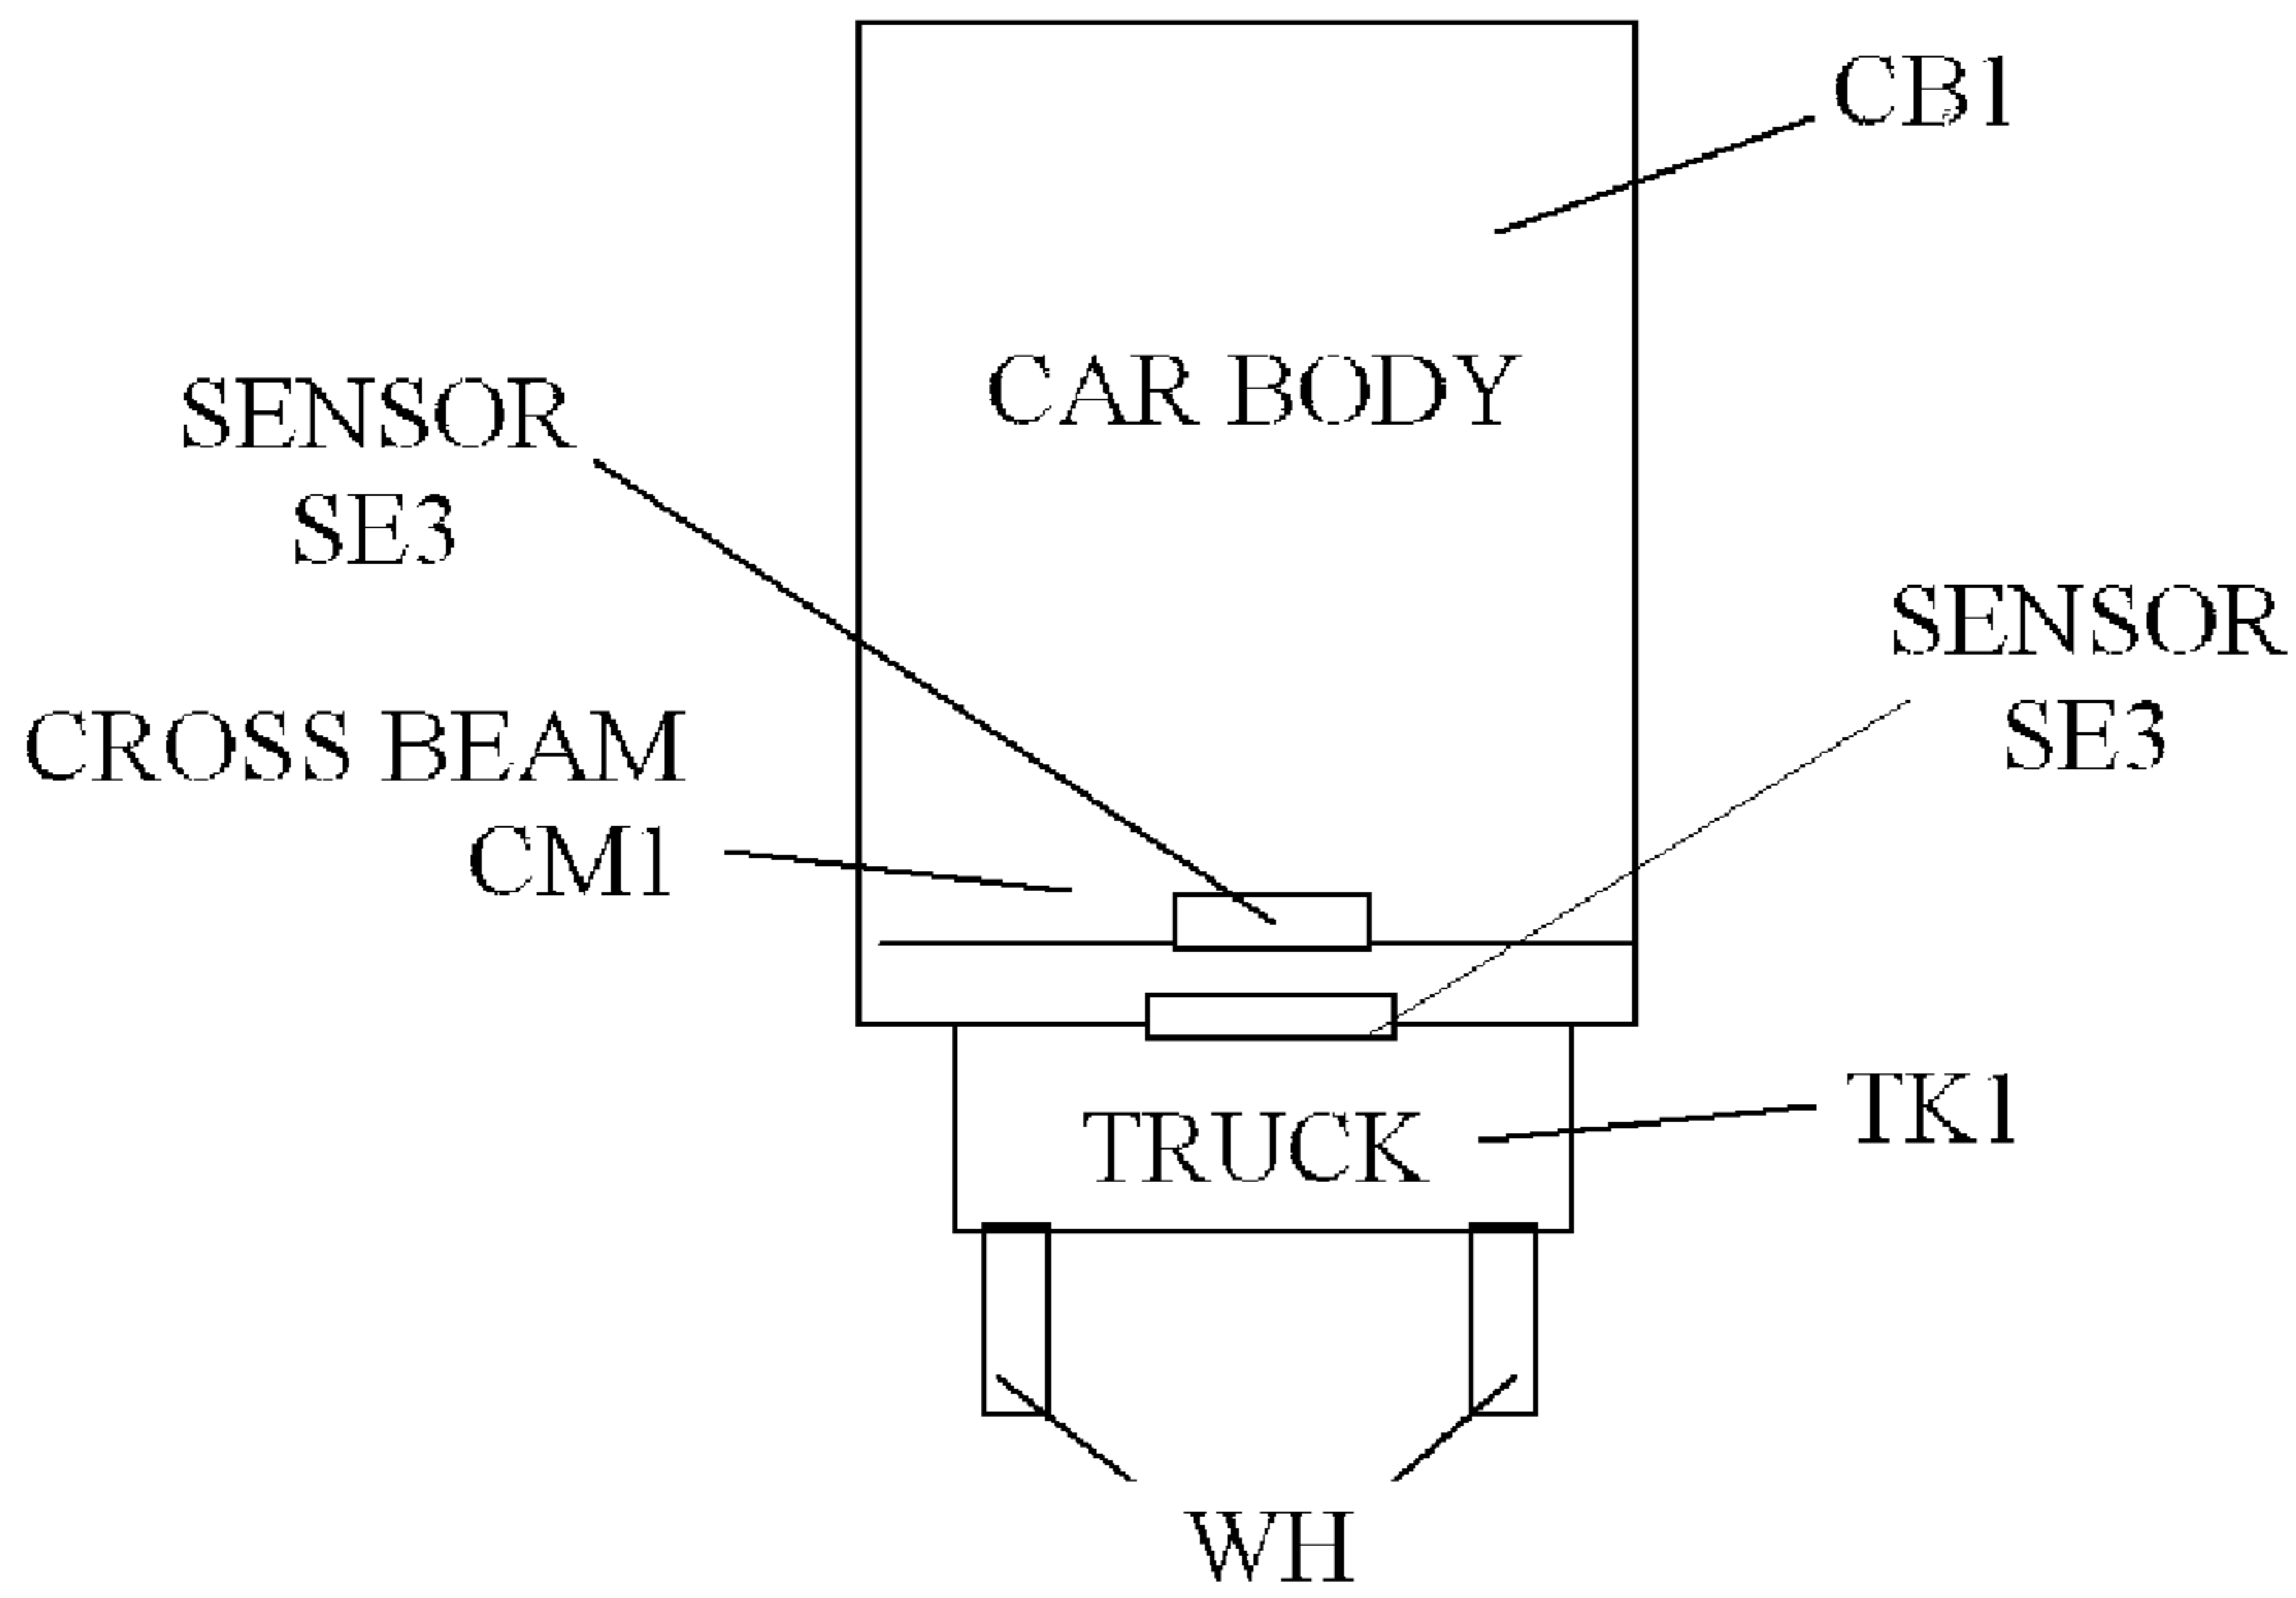 CB1
CAR BODY
SENSOR
SE3
SENSOR
SE3
CROSS BEAM
CM1
TK1
TRUCK
WH